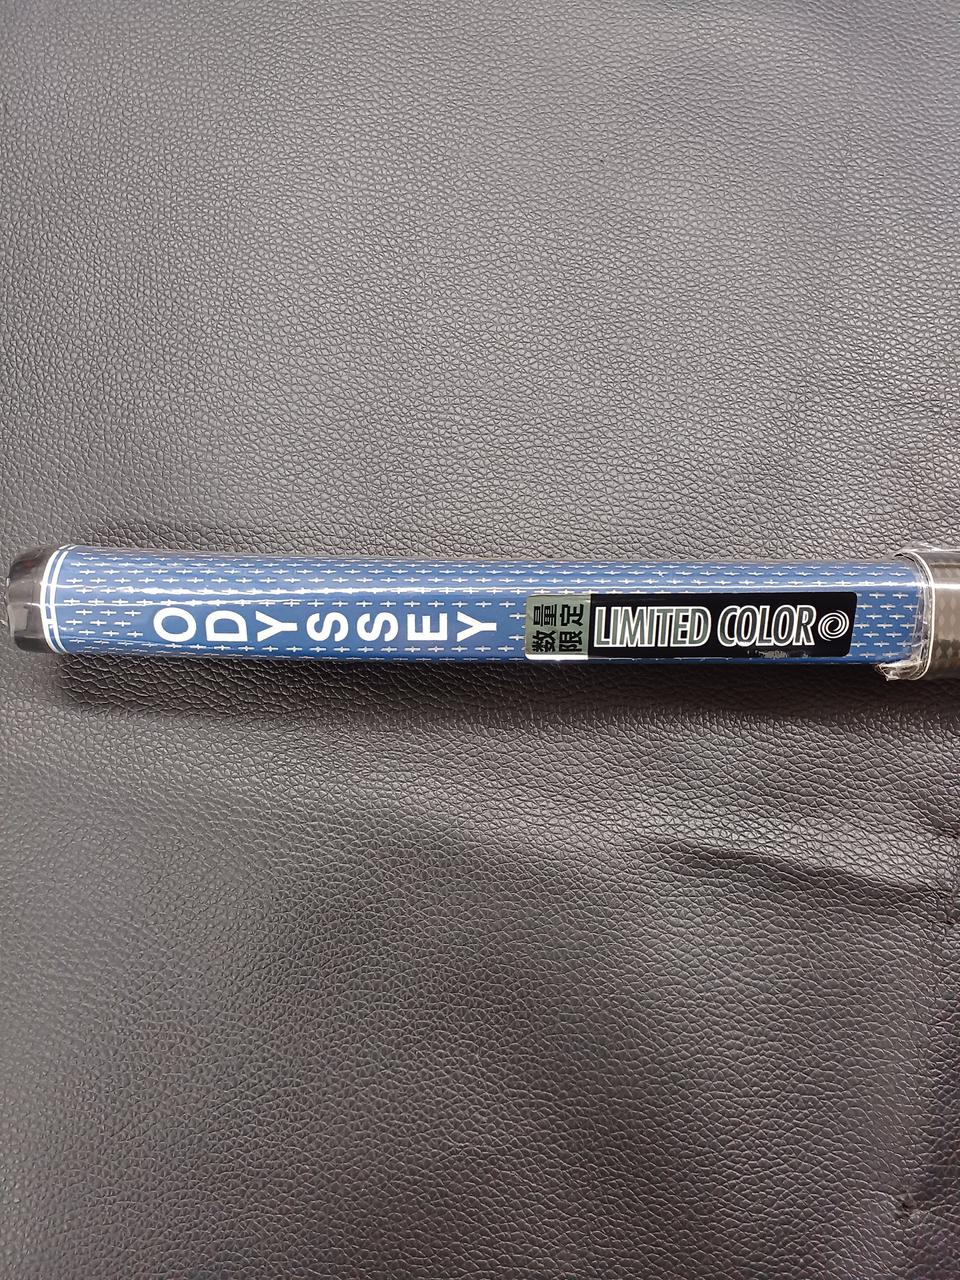 ODYSSEY
数量
限定
LIMITED COLOR